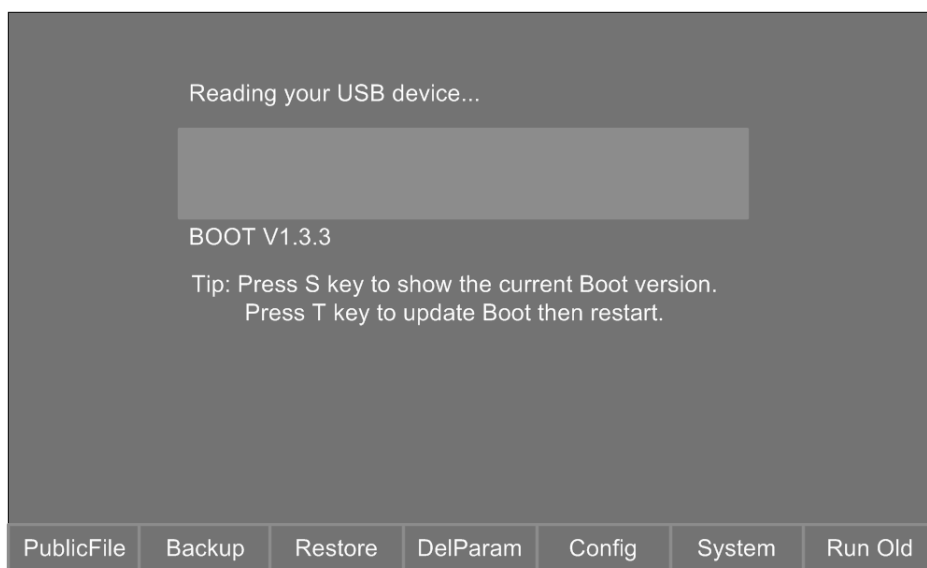 Reading your USB device...
BOOT V1.3.3
Tip: Press S key to show the current Boot version.
Press T key to update Boot then restart.
PublicFile Backup Restore DelParam Config System Run Old